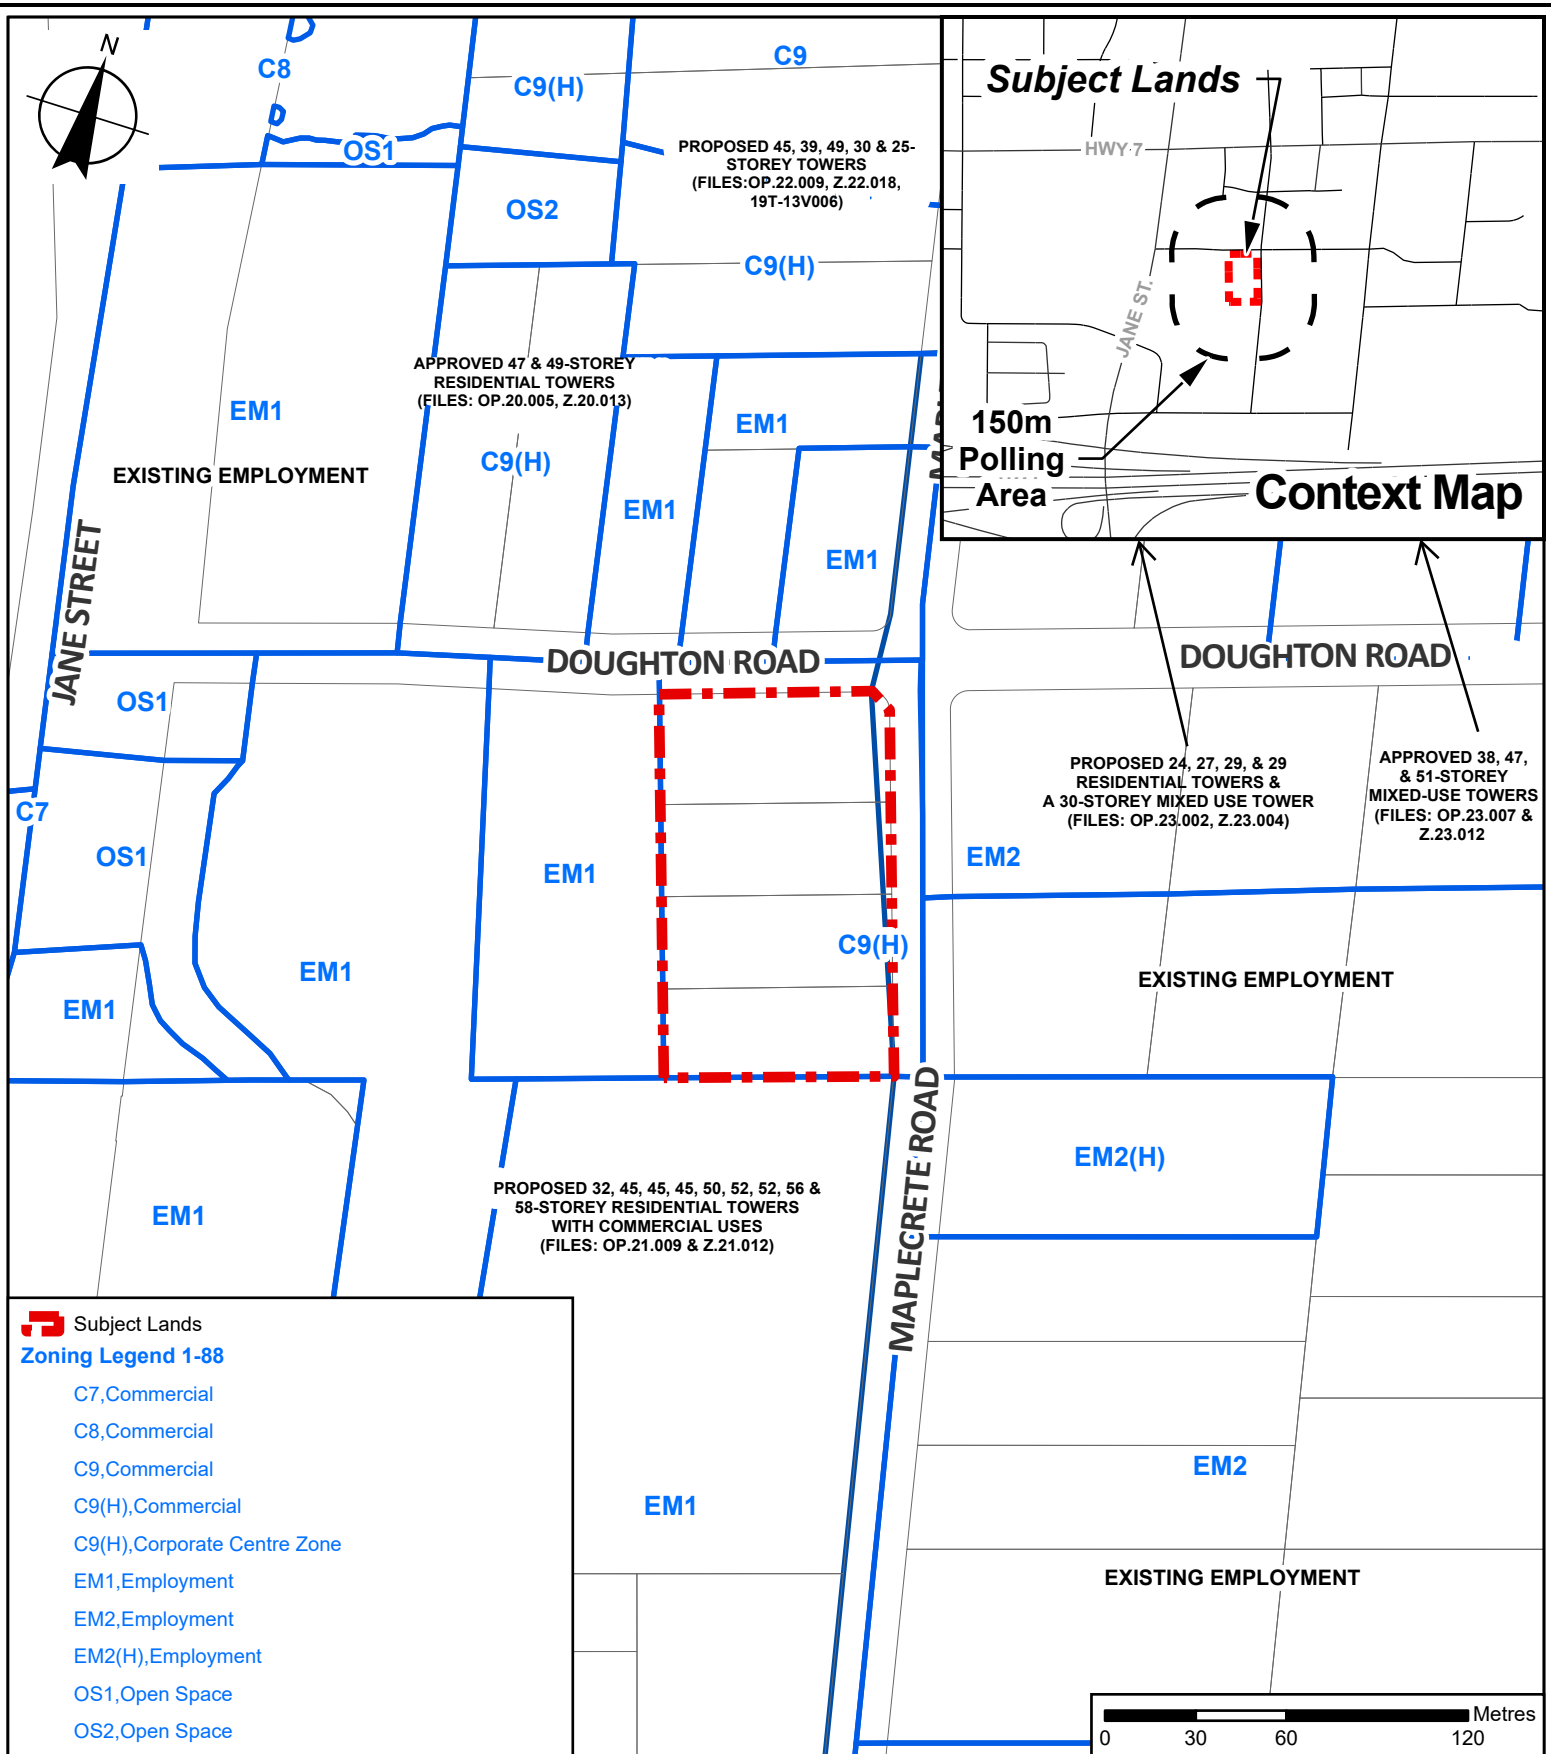 N
C8
C9(H)
C9
OS1
OS2
PROPOSED 45, 39, 49, 30 & 25-
STOREY TOWERS
(FILES:OP.22.009, Z.22.018,
19T-13V006)
C9(H)
Subject Lands
HWY 7
JANE ST.
150m
Polling
Area
Context Map
APPROVED 47 & 49-STOREY
RESIDENTIAL TOWERS
(FILES: OP.20.005, Z.20.013)
EM1
EXISTING EMPLOYMENT
C9(H)
EM1
EM1
EM1
JANE STREET
DOUGHTON ROAD
DOUGHTON ROAD
OS1
C7
OS1
EM1
PROPOSED 24, 27, 29, & 29
RESIDENTIAL TOWERS &
A 30-STOREY MIXED USE TOWER
(FILES: OP.23.002, Z.23.004)
APPROVED 38, 47,
& 51-STOREY
MIXED-USE TOWERS
(FILES: OP.23.007 &
Z.23.012
EM2
C9(H)
EM1
EM1
EXISTING EMPLOYMENT
MAPLECRETE ROAD
EM2(H)
EM1
PROPOSED 32, 45, 45, 45, 50, 52, 52, 56 &
58-STOREY RESIDENTIAL TOWERS
WITH COMMERCIAL USES
(FILES: OP.21.009 & Z.21.012)
EM2
EM1
EXISTING EMPLOYMENT
Subject Lands
Zoning Legend 1-88
C7,Commercial
C8,Commercial
C9,Commercial
C9(H),Commercial
C9(H),Corporate Centre Zone
EM1,Employment
EM2,Employment
EM2(H),Employment
OS1,Open Space
OS2,Open Space
Metres
0 30 60 120